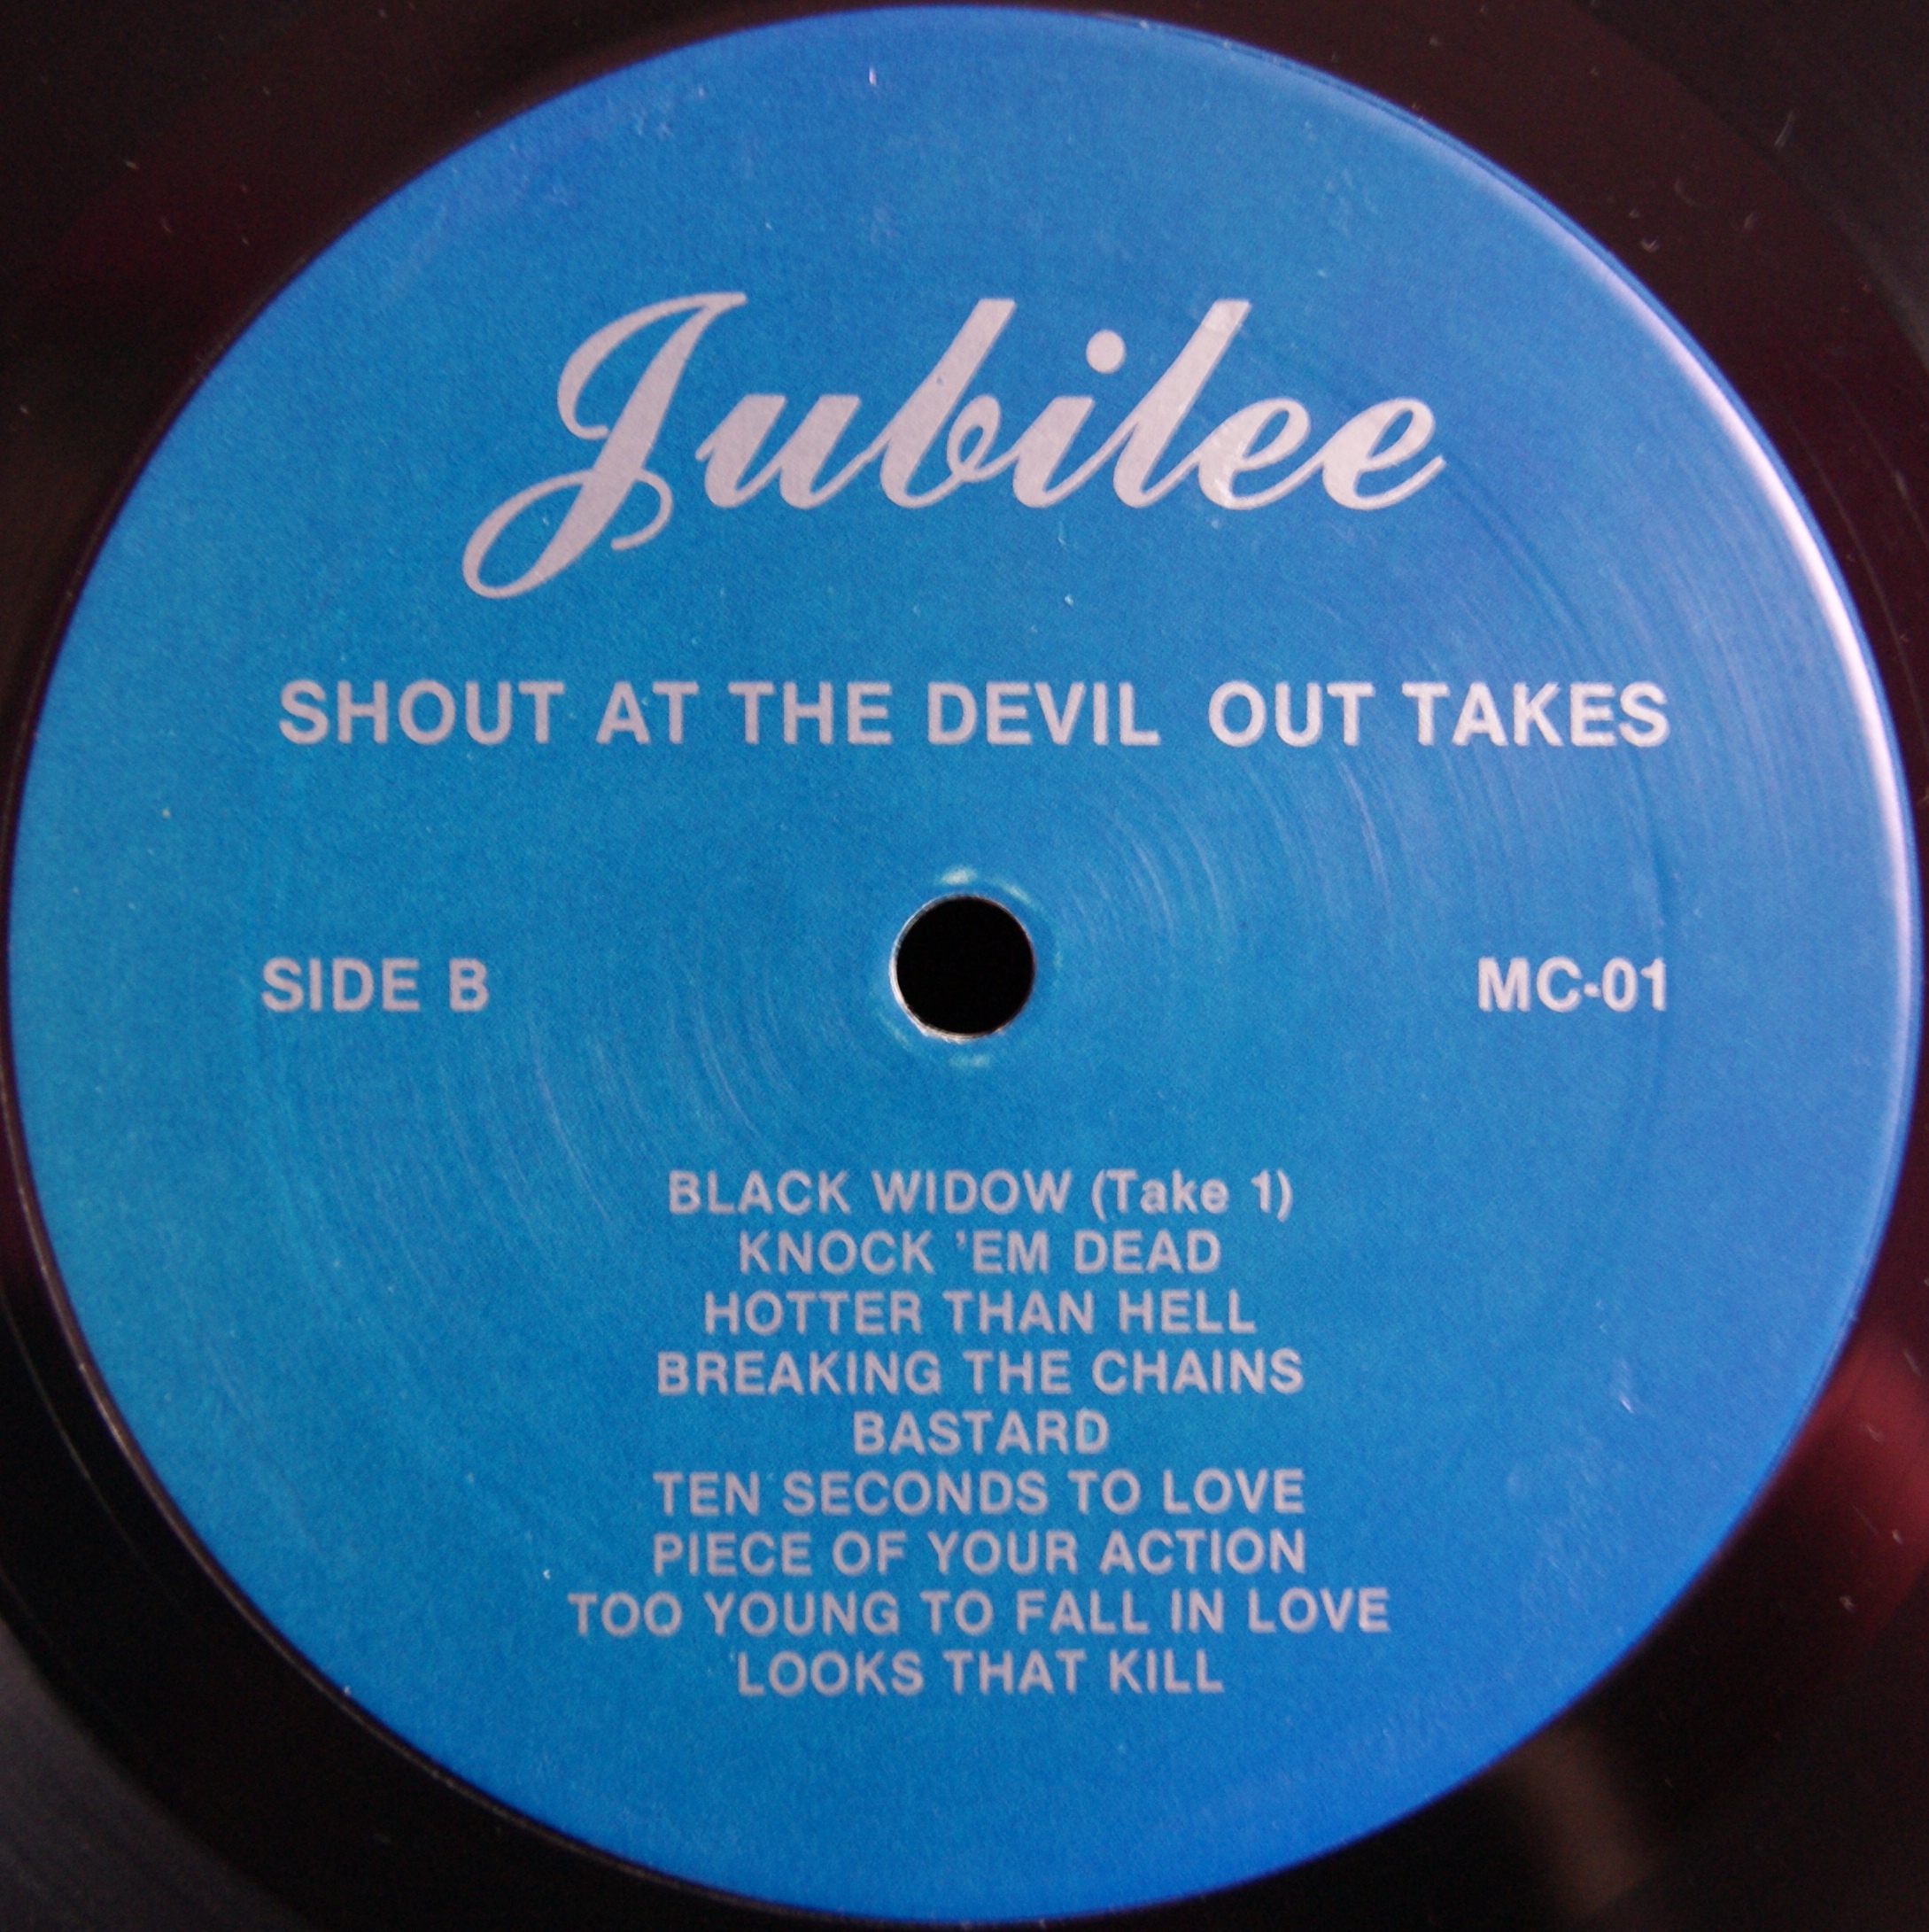 Jubilee
SHOUT AT THE DEVIL OUT TAKES
SIDE B
MC-01
BLACK WIDOW (Take 1)
KNOCK 'EM DEAD
HOTTER THAN HELL
BREAKING THE CHAINS
BASTARD
TEN SECONDS TO LOVE
PIECE OF YOUR ACTION
TOO YOUNG TO FALL IN LOVE
LOOKS THAT KILL